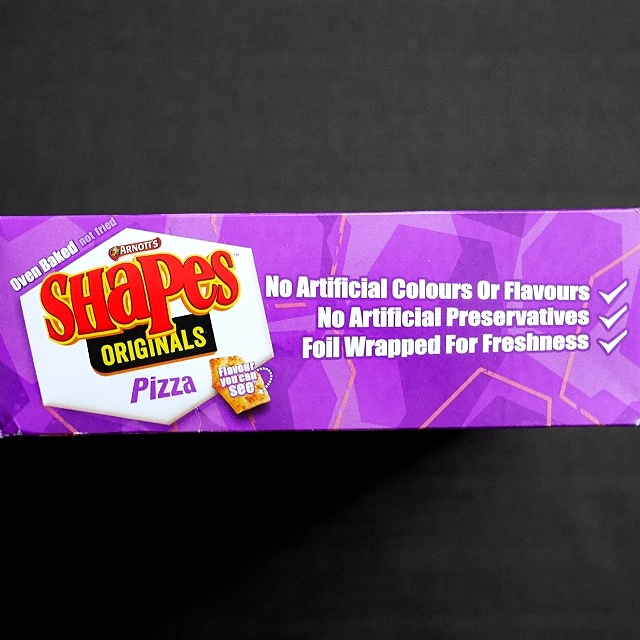 Oven Baked not fried
ARNOTT'S
SHAPES™
ORIGINALS
Pizza
Flavour
you can
see
No Artificial Colours Or Flavours
No Artificial Preservatives
Foil Wrapped For Freshness